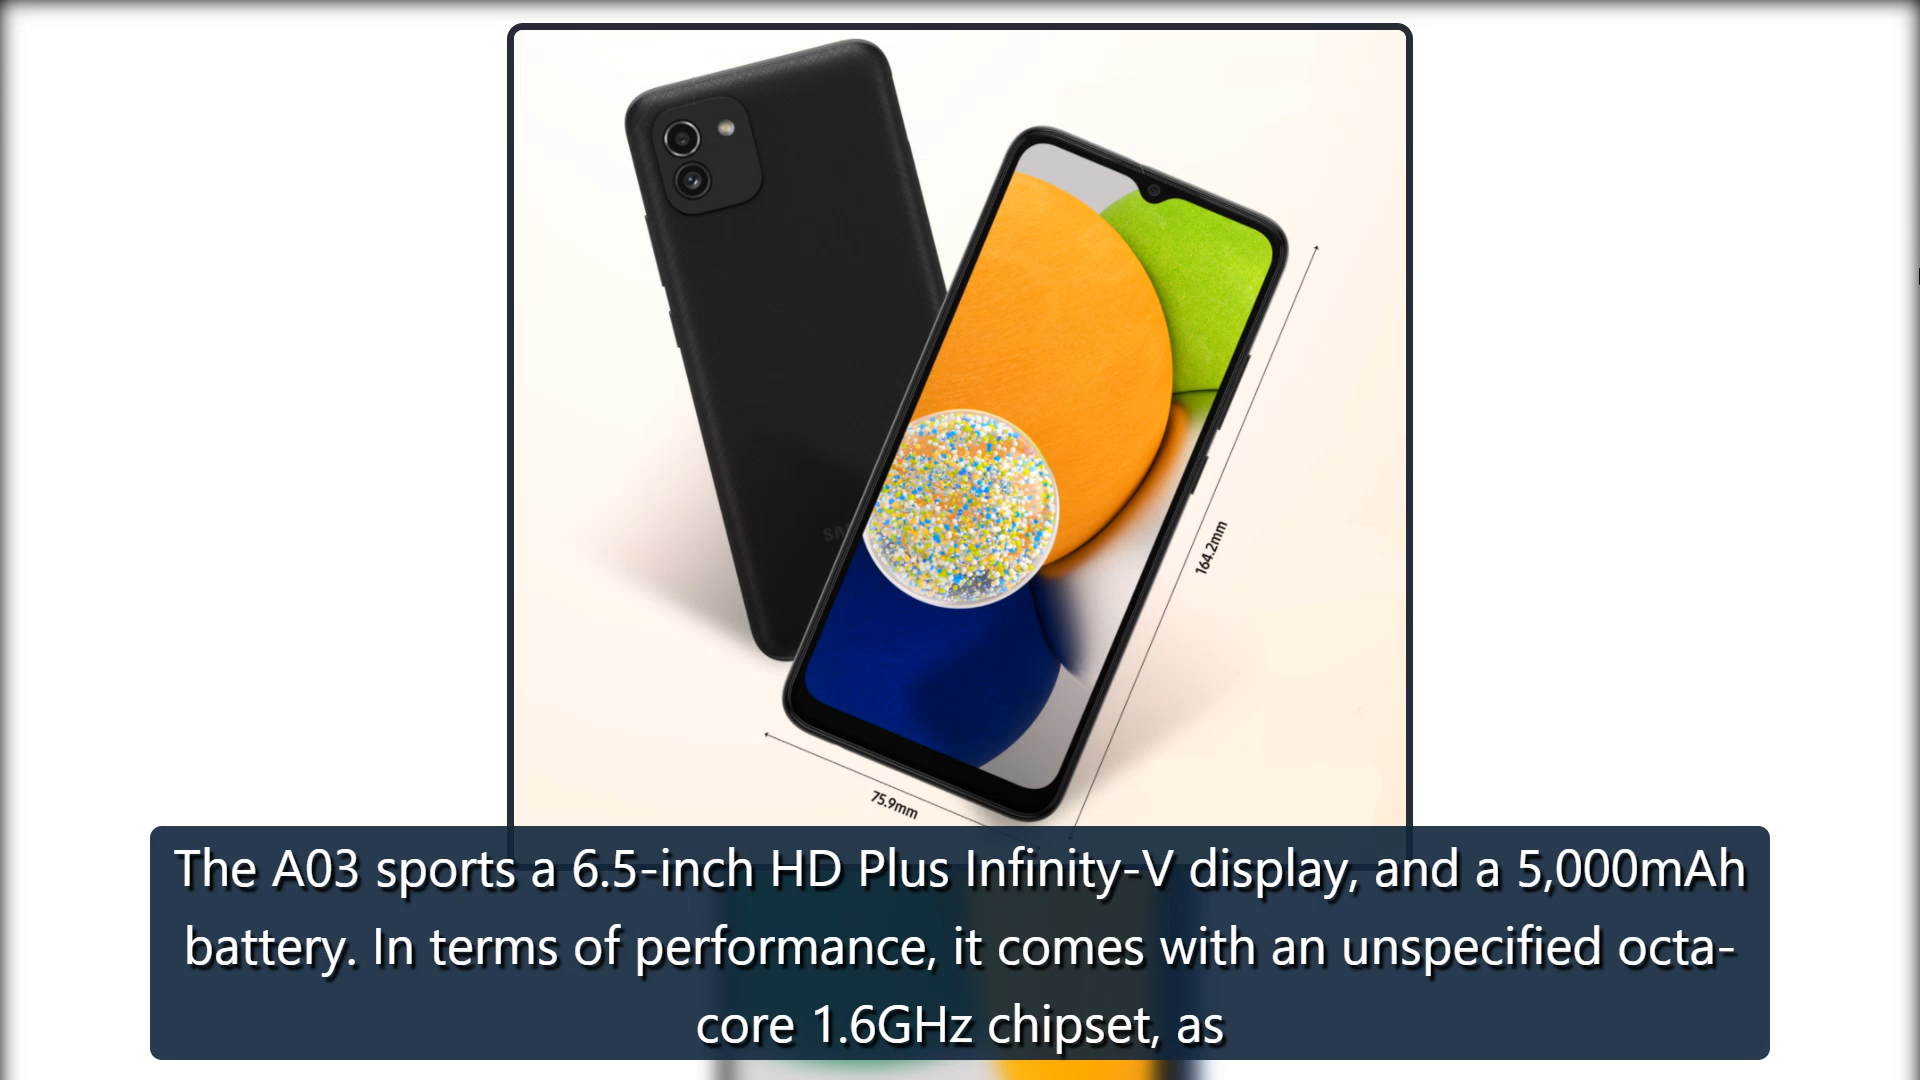 164.2mm
75.9mm
The A03 sports a 6.5-inch HD Plus Infinity-V display, and a 5,000mAh
battery. In terms of performance, it comes with an unspecified octa-
core 1.6GHz chipset, as